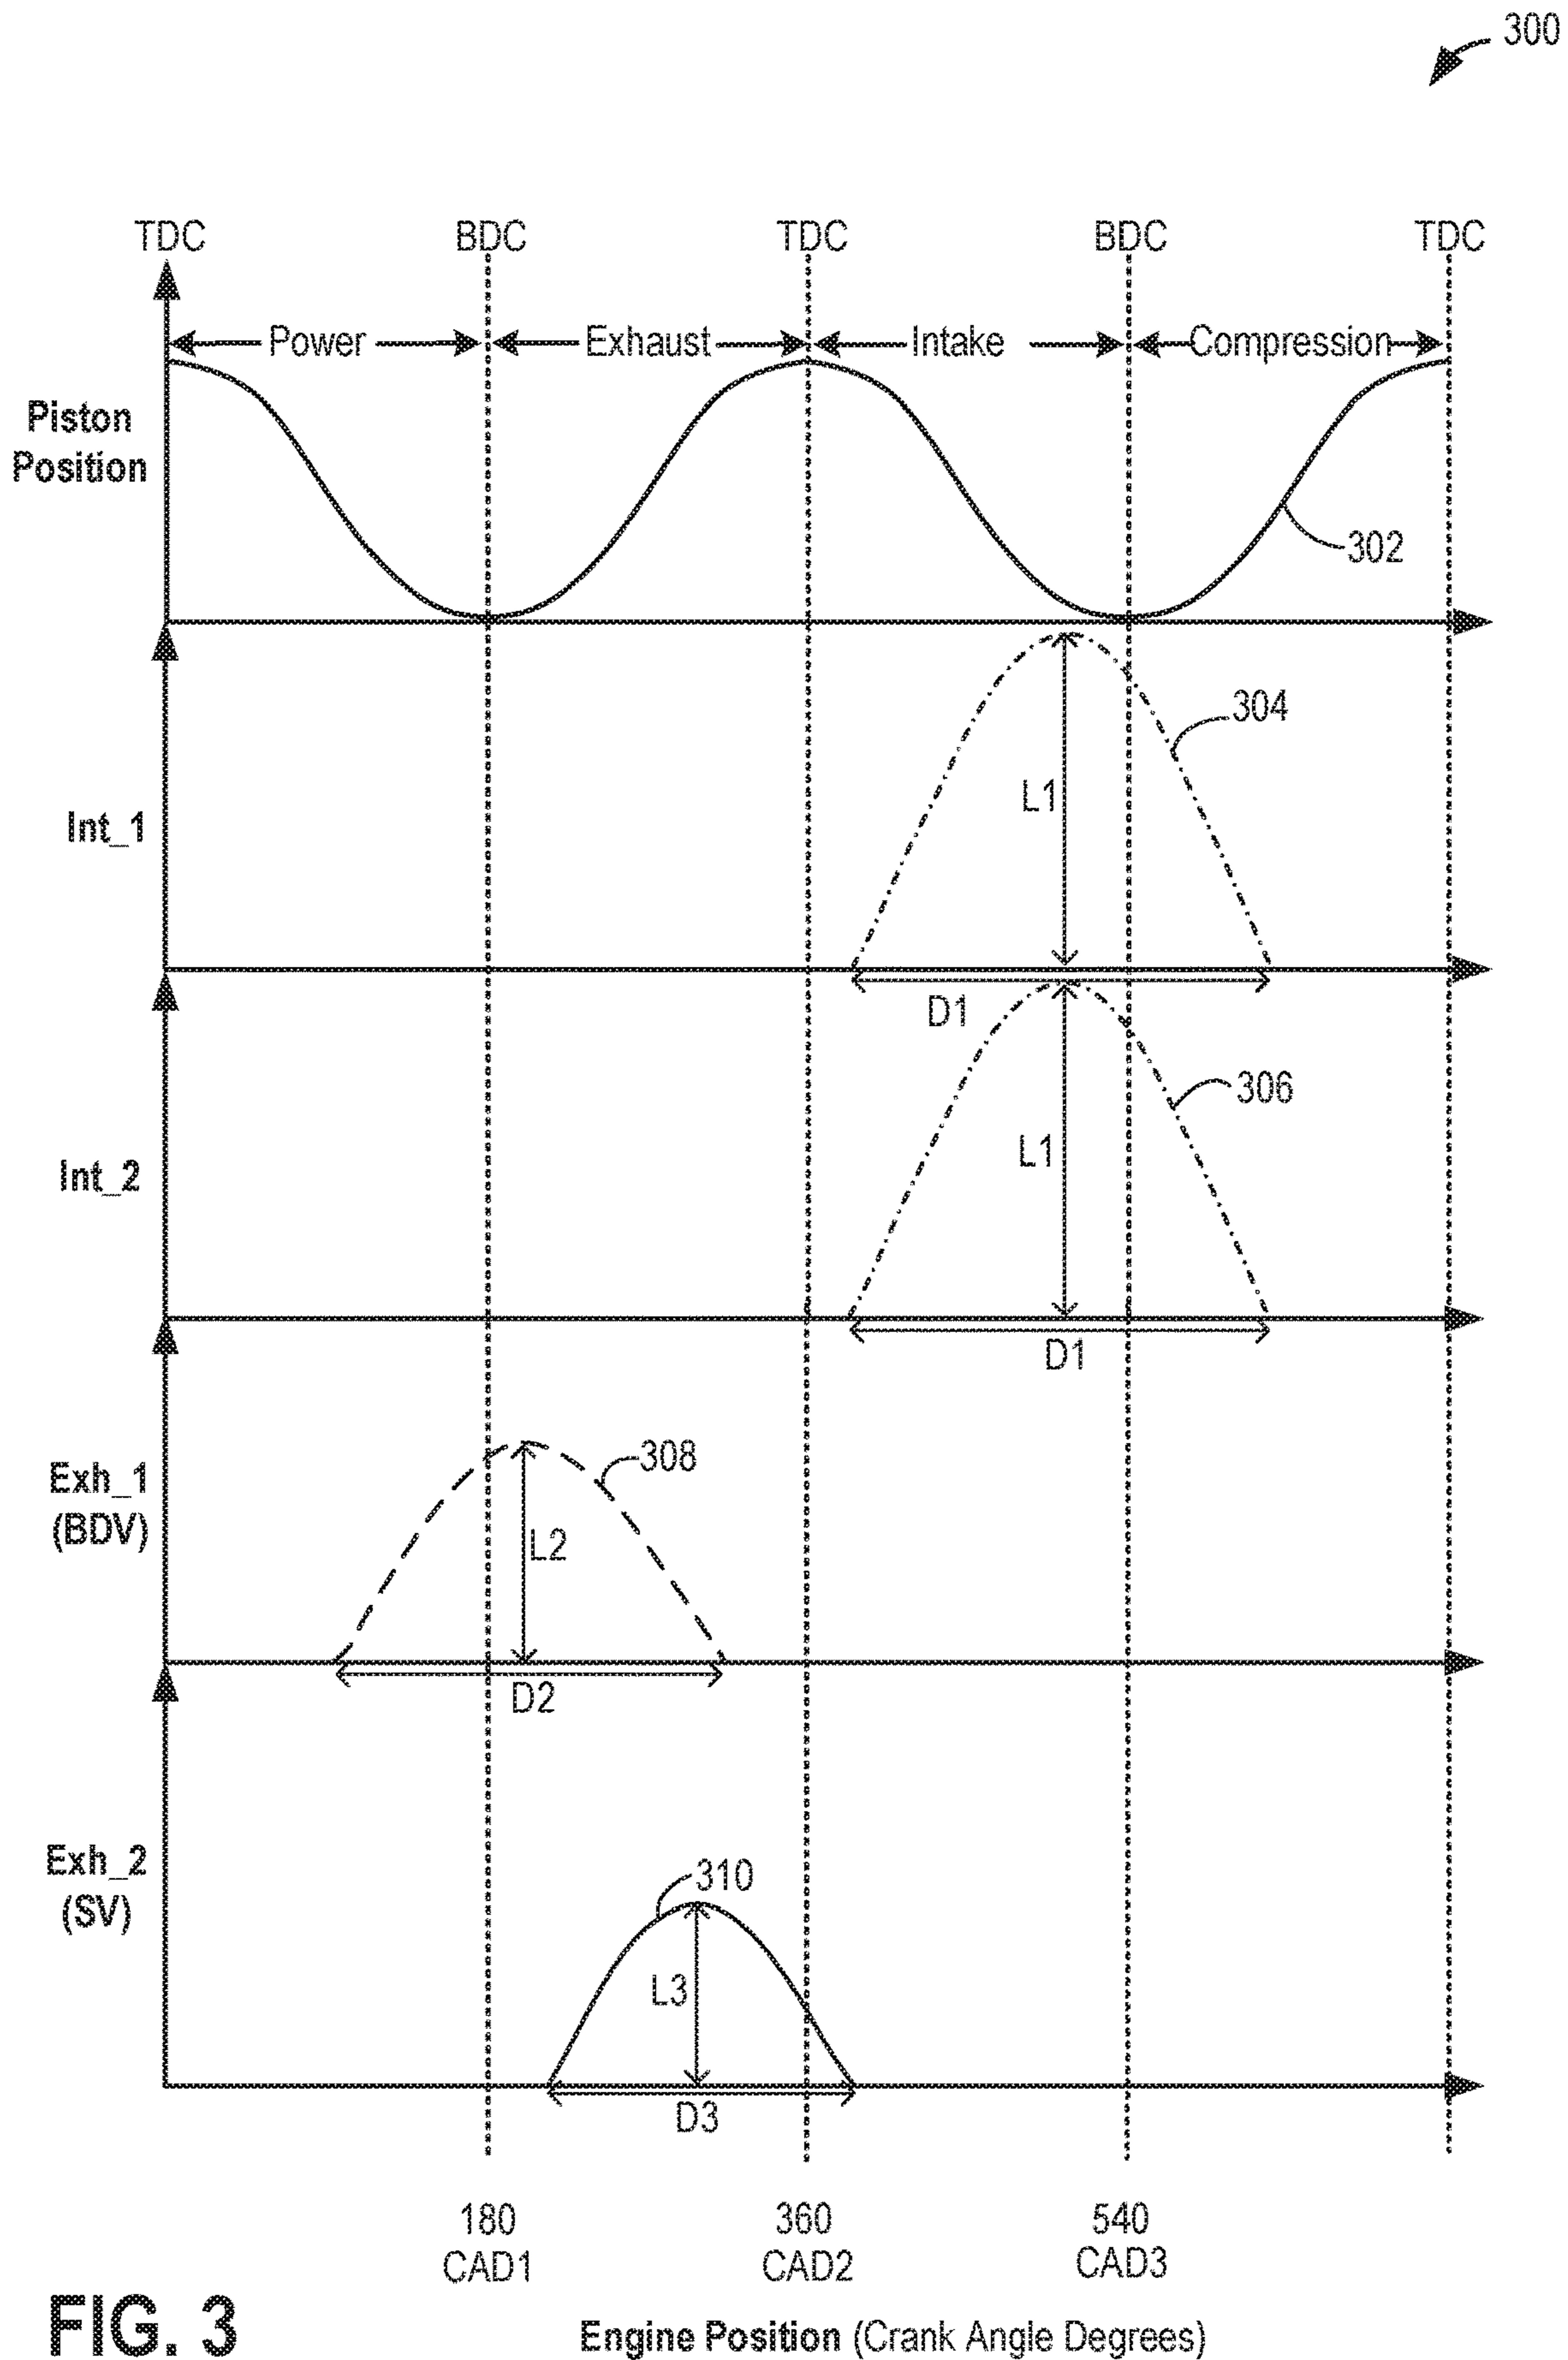 300
TDC BDC TDC BDC TDC
Power Exhaust Intake Compression
Piston
Position
302
304
L1
Int_1
D1
306
L1
Int_2
D1
308
Exh_1
(BDV)
L2
D2
310
Exh_2
(SV)
L3
D3
180 360 540
CAD1 CAD2 CAD3
FIG. 3
Engine Position (Crank Angle Degrees)